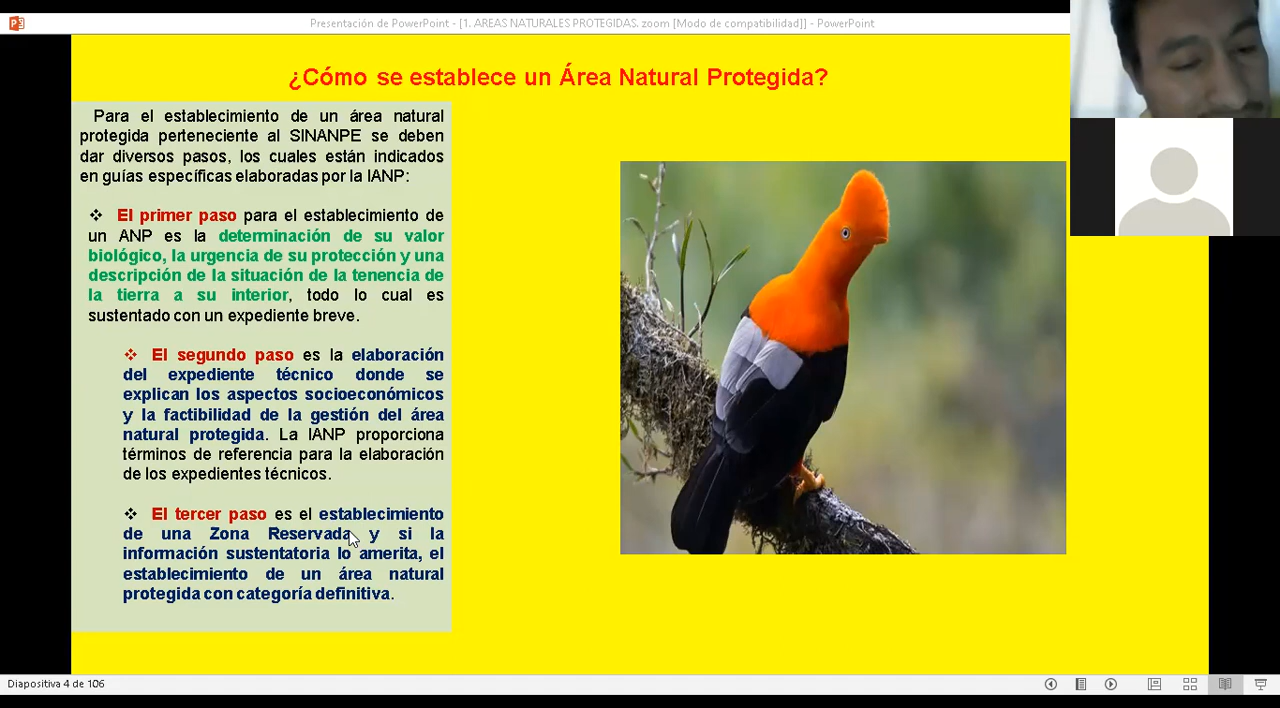 Presentación de PowerPoint - [1. AREAS NATURALES PROTEGIDAS. zoom [Modo de compatibilidad]] - PowerPoint
¿Cómo se establece un Área Natural Protegida?
Para el establecimiento de un área natural
protegida perteneciente al SINANPE se deben
dar diversos pasos, los cuales están indicados
en guías específicas elaboradas por la IANP:
❖ El primer paso para el establecimiento de
un ANP es la determinación de su valor
biológico, la urgencia de su protección y una
descripción de la situación de la tenencia de
la tierra a su interior, todo lo cual es
sustentado con un expediente breve.
❖ El segundo paso es la elaboración
del expediente técnico donde se
explican los aspectos socioeconómicos
y la factibilidad de la gestión del área
natural protegida. La IANP proporciona
términos de referencia para la elaboración
de los expedientes técnicos.
❖ El tercer paso es el establecimiento
de una Zona Reservada y si la
información sustentatoria lo amerita, el
establecimiento de un área natural
protegida con categoría definitiva.
Diapositiva 4 de 106